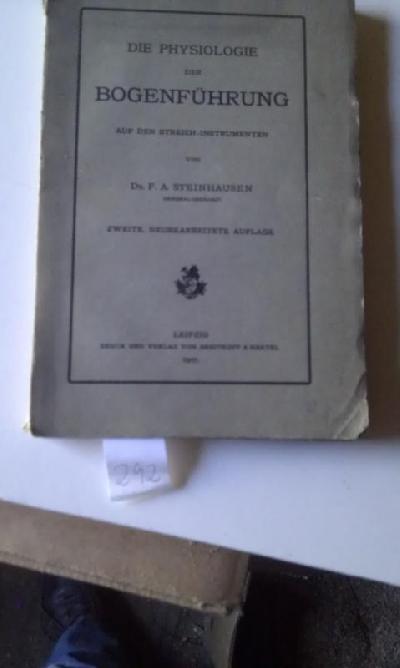 DIE PHYSIOLOGIE
DER
BOGENFÜHRUNG
AUF DEN STREICH-INSTRUMENTEN
VON
DR. F. A. STEINHAUSEN
ZWEITE, NEUBEARBEITETE AUFLAGE
LEIPZIG
DRUCK UND VERLAG VON BREITKOPF & HÄRTEL
292